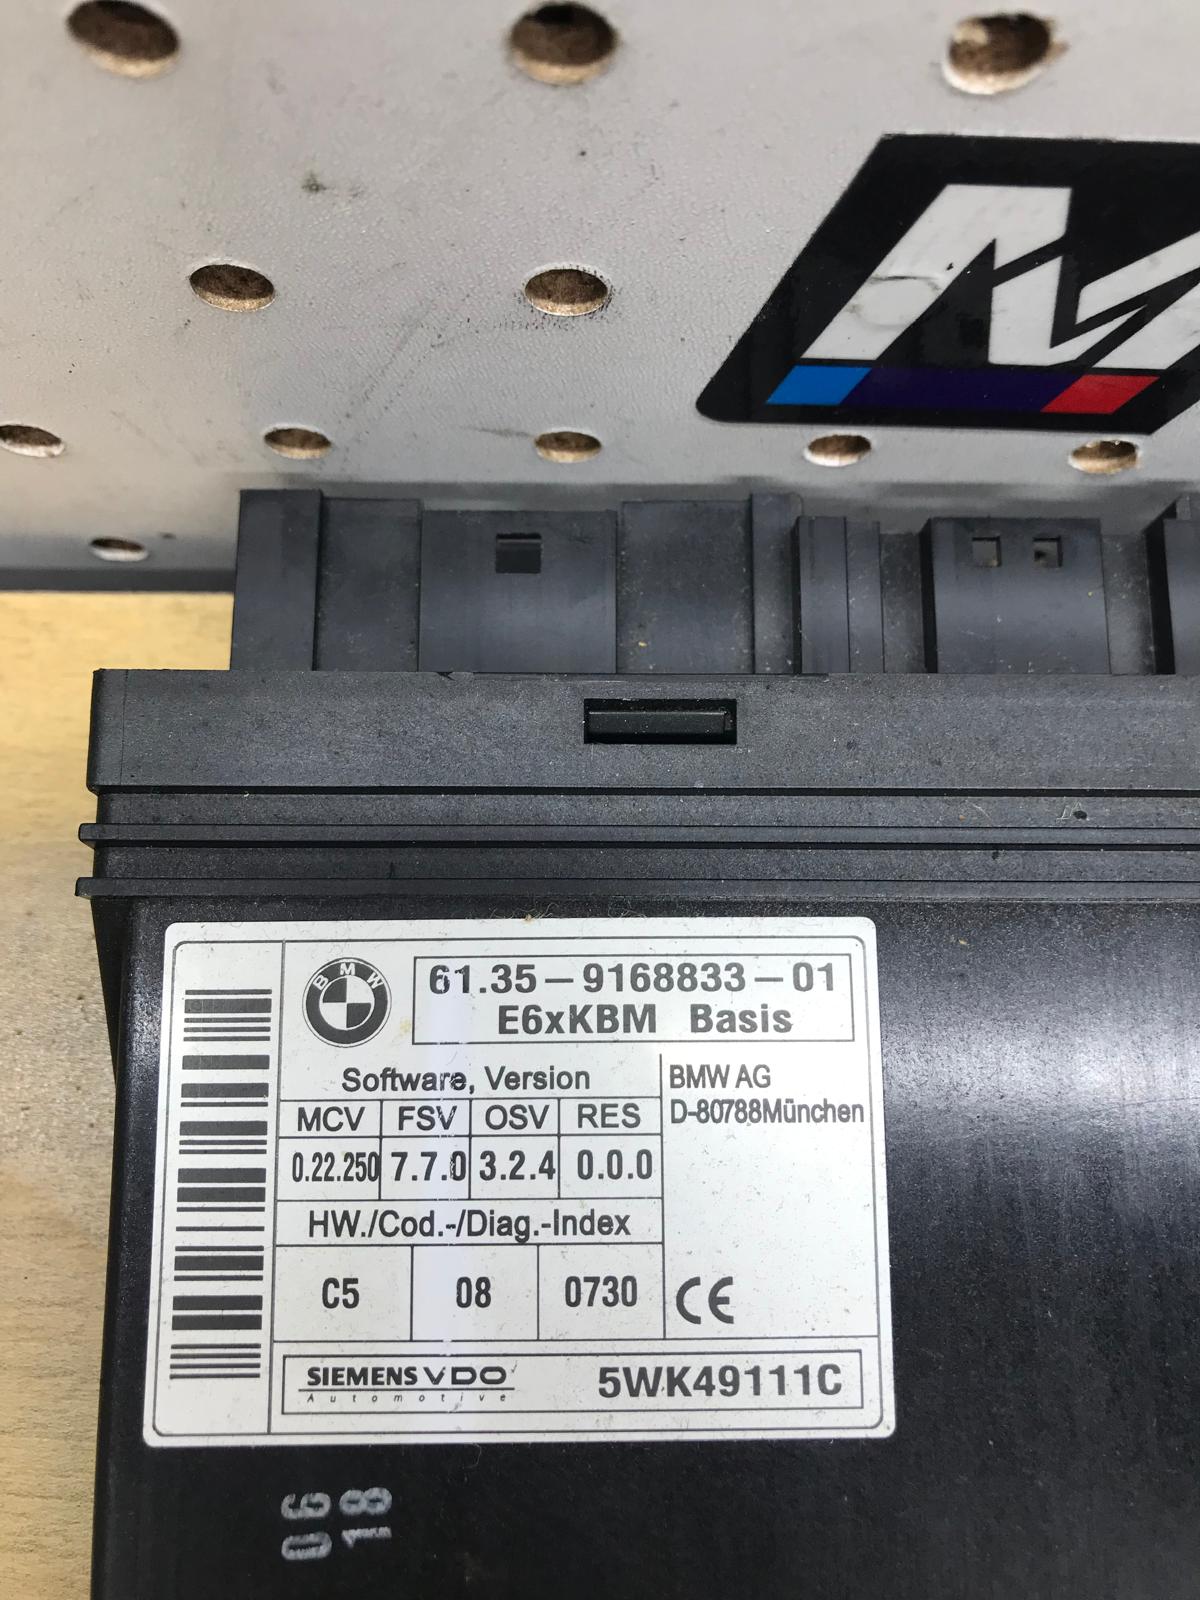 M
BMW
61.35-9168833-01
E6xKBM Basis
Software, Version
MCV FSV OSV RES
0.22.250 7.7.0 3.2.4 0.0.0
BMW AG
D-80788München
HW./Cod.-/Diag.-Index
C5 08 0730
CE
SIEMENS VDO
Automotive
5WK49111C